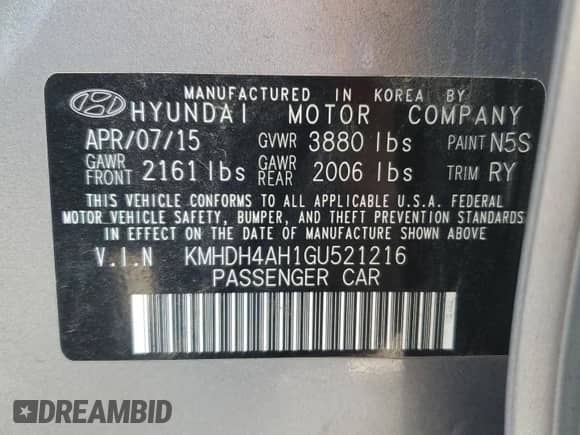 MANUFACTURED IN KOREA BY
HYUNDAI MOTOR COMPANY
APR/07/15 GVWR 3880 lbs PAINT N5S
GAWR FRONT 2161 lbs GAWR REAR 2006 lbs TRIM RY
THIS VEHICLE CONFORMS TO ALL APPLICABLE U.S.A. FEDERAL
MOTOR VEHICLE SAFETY, BUMPER, AND THEFT PREVENTION STANDARDS
IN EFFECT ON THE DATE OF MANUFACTURE SHOWN ABOVE.
V.I.N KMHDH4AH1GU521216
PASSENGER CAR
DREAMBID